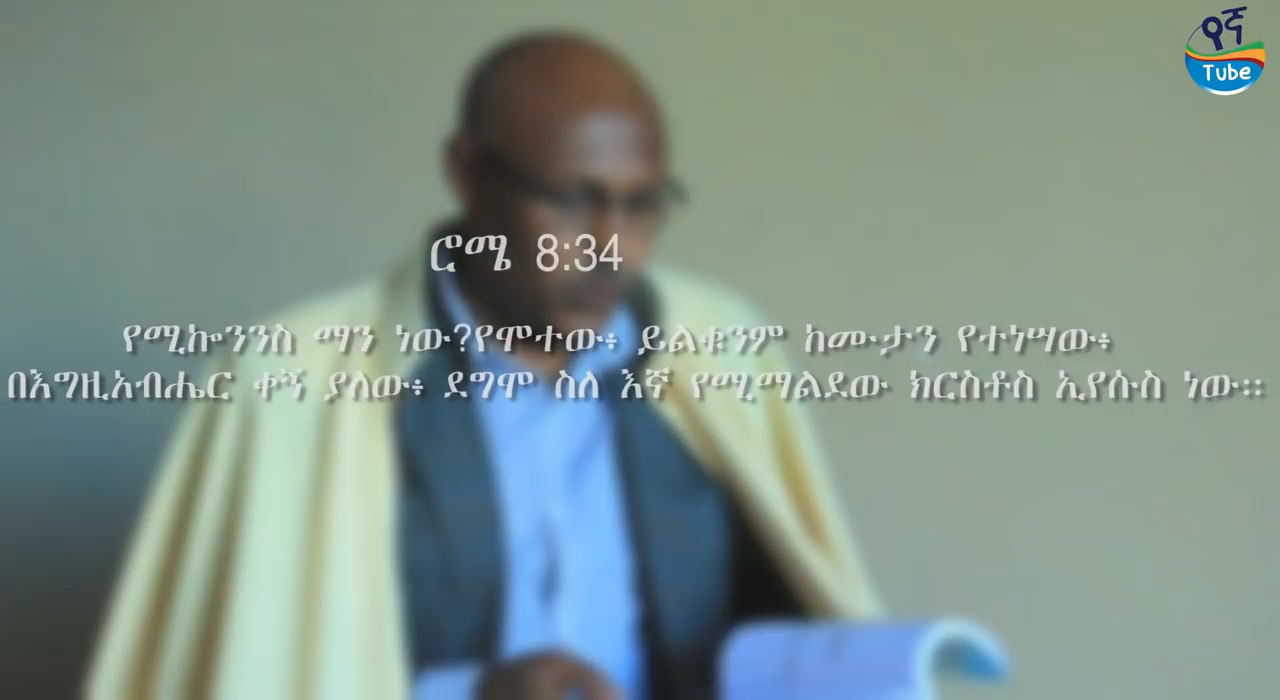 የኛ
Tube
ሮሜ 8:34
የሚኰንንስ ማን ነው?የሞተው፥ ይልቁንም ከሙታን የተነሣው፥
በእግዚአብሔር ቀኝ ያለው፥ ደግሞ ስለ እኛ የሚማልደው ክርስቶስ ኢየሱስ ነው።